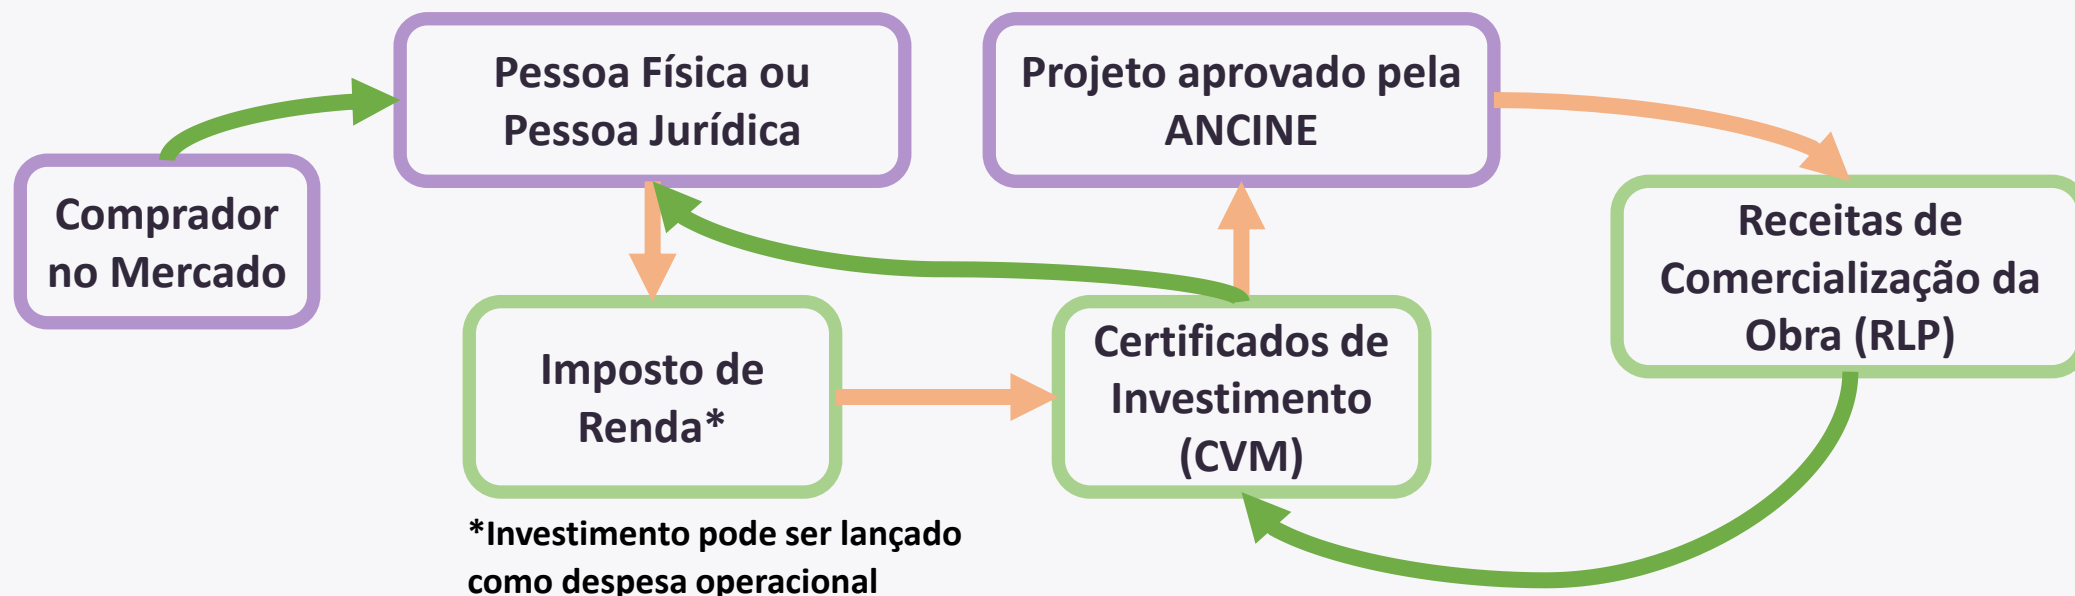 Pessoa Física ou
Pessoa Jurídica
Projeto aprovado pela
ANCINE
Comprador
no Mercado
Receitas de
Comercialização da
Obra (RLP)
Imposto de
Renda*
Certificados de
Investimento
(CVM)
*Investimento pode ser lançado
como despesa operacional